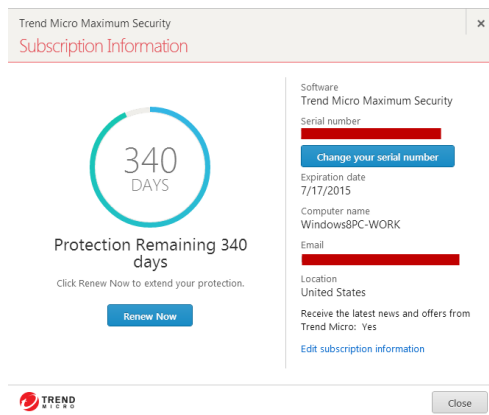 Trend Micro Maximum Security
×
Subscription Information
340
DAYS
Protection Remaining 340
days
Click Renew Now to extend your protection.
Renew Now
Software
Trend Micro Maximum Security
Serial number
Change your serial number
Expiration date
7/17/2015
Computer name
Windows8PC-WORK
Email
Location
United States
Receive the latest news and offers from
Trend Micro: Yes
Edit subscription information
TREND
MICRO
Close